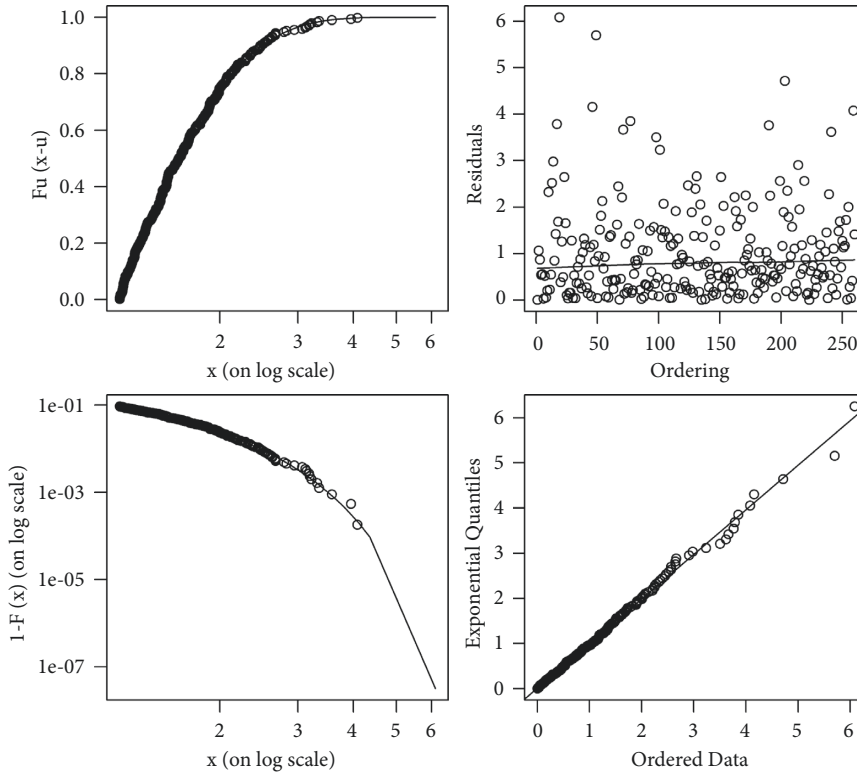 Fu (x-u)
1.0
0.8
0.6
0.4
0.2
0.0
2 3 4 5 6
x (on log scale)
Residuals
6
5
4
3
2
1
0
0 50 100 150 200 250
Ordering
1-F (x) (on log scale)
1e-01
1e-03
1e-05
1e-07
2 3 4 5 6
x (on log scale)
Exponential Quantiles
6
5
4
3
2
1
0
0 1 2 3 4 5 6
Ordered Data